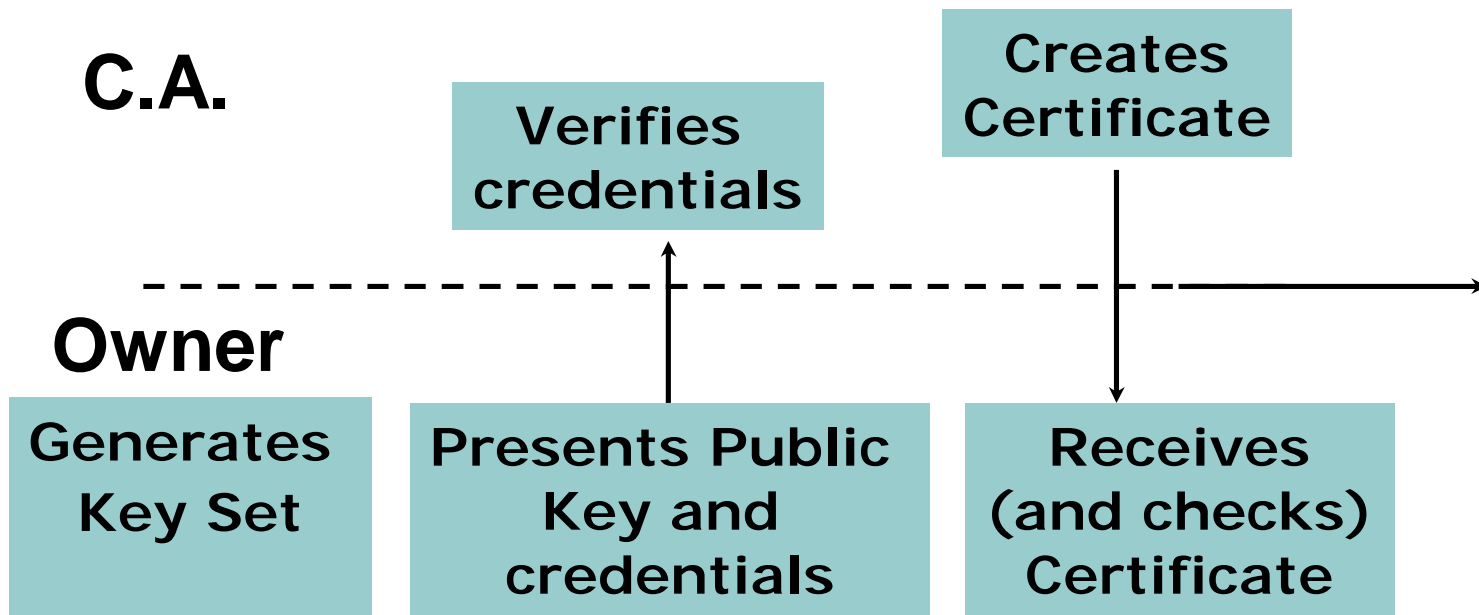 C.A.
Verifies
credentials
Creates
Certificate
Owner
Generates
Key Set
Presents Public
Key and
credentials
Receives
(and checks)
Certificate